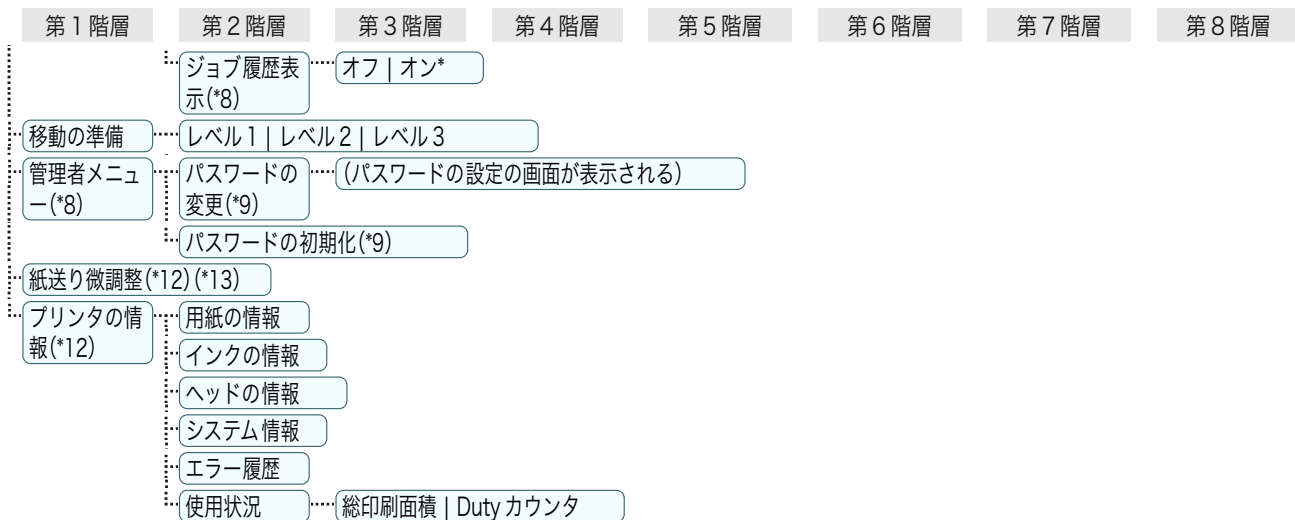 第1階層 第2階層 第3階層 第4階層 第5階層 第6階層 第7階層 第8階層
ジョブ履歴表 オフ | オン*
示(*8)
移動の準備 レベル1 | レベル2 | レベル3
管理者メニュ パスワードの (パスワードの設定の画面が表示される)
ー(*8) 変更(*9)
パスワードの初期化(*9)
紙送り微調整(*12)(*13)
プリンタの情 用紙の情報
報(*12)
インクの情報
ヘッドの情報
システム情報
エラー履歴
使用状況 総印刷面積 | Duty カウンタ